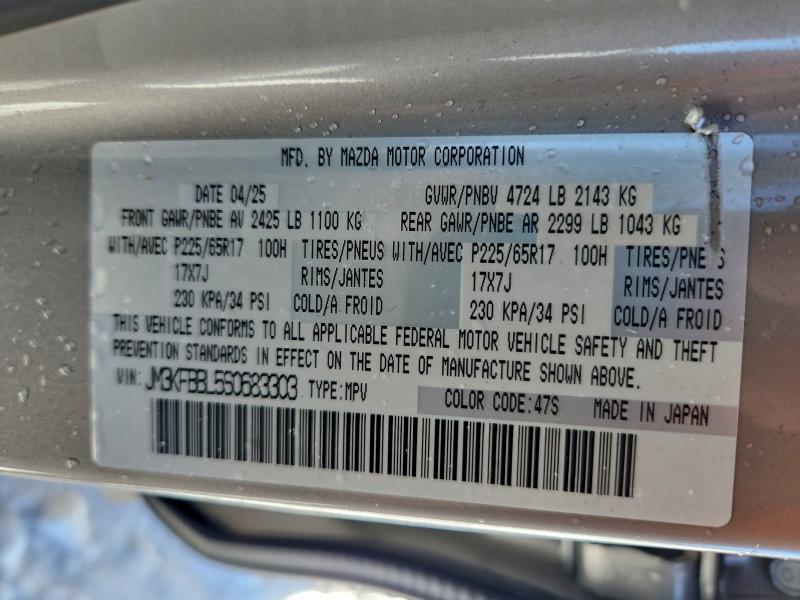 MFD. BY MAZDA MOTOR CORPORATION
DATE 04/25 GVWR/PNBV 4724 LB 2143 KG
FRONT GAWR/PNBE AV 2425 LB 1100 KG REAR GAWR/PNBE AR 2299 LB 1043 KG
WITH/AVEC P225/65R17 100H TIRES/PNEUS WITH/AVEC P225/65R17 100H TIRES/PNEUS
17X7J RIMS/JANTES 17X7J RIMS/JANTES
230 KPA/34 PSI COLD/A FROID 230 KPA/34 PSI COLD/A FROID
THIS VEHICLE CONFORMS TO ALL APPLICABLE FEDERAL MOTOR VEHICLE SAFETY AND THEFT
PREVENTION STANDARDS IN EFFECT ON THE DATE OF MANUFACTURE SHOWN ABOVE.
VIN: JM3KFBBL5S0683303 TYPE:MPV COLOR CODE:47S MADE IN JAPAN